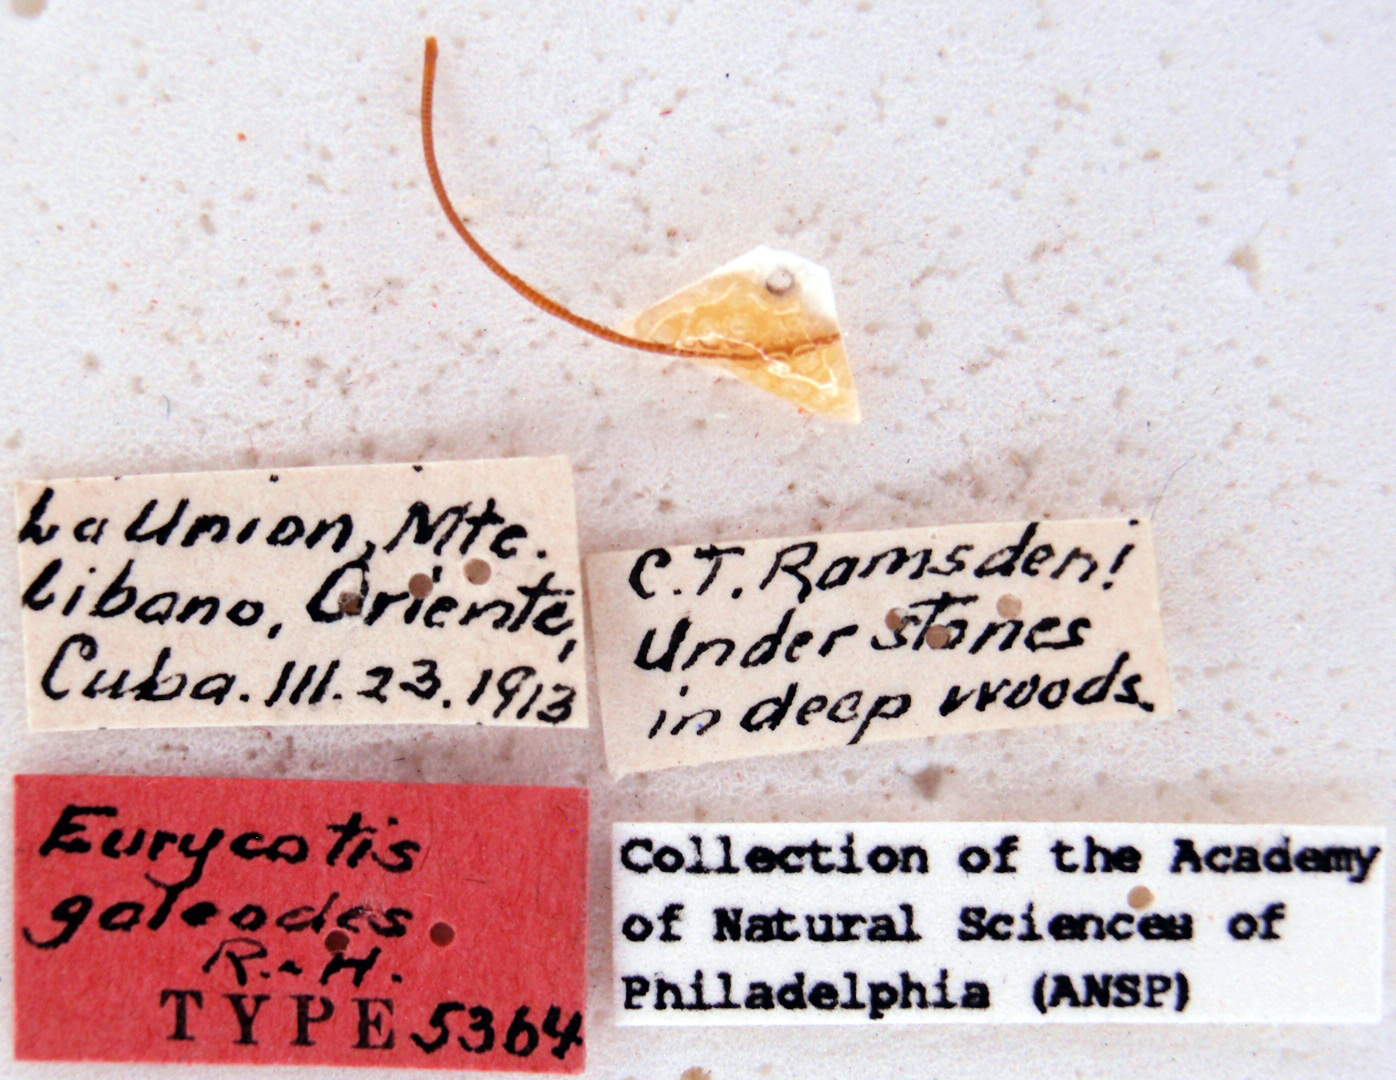 La Union, Mte.
Libano, Oriente,
Cuba. III. 23. 1913
C. T. Ramsden!
Under stones
in deep woods.
Eurycotis
galeodes
R. & H.
TYPE 5364
Collection of the Academy
of Natural Sciences of
Philadelphia (ANSP)